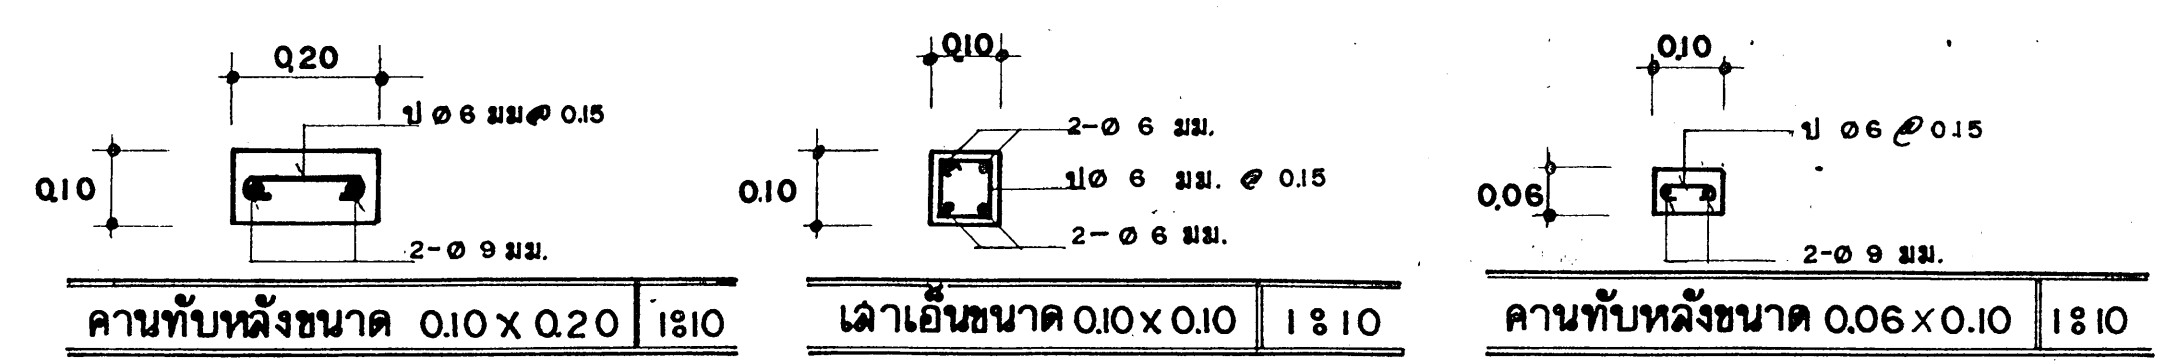 0.20
ป Ø 6 มม@ 0.15
0.10
2-Ø 9 มม.
คานทับหลังขนาด 0.10 x 0.20 1:10
0.10
2-Ø 6 มม.
ปØ 6 มม. @ 0.15
0.10
2-Ø 6 มม.
เสาเอ็นขนาด 0.10 x 0.10 1:10
0.10
ป Ø6 @ 0.15
0.06
2-Ø 9 มม.
คานทับหลังขนาด 0.06 x 0.10 1:10